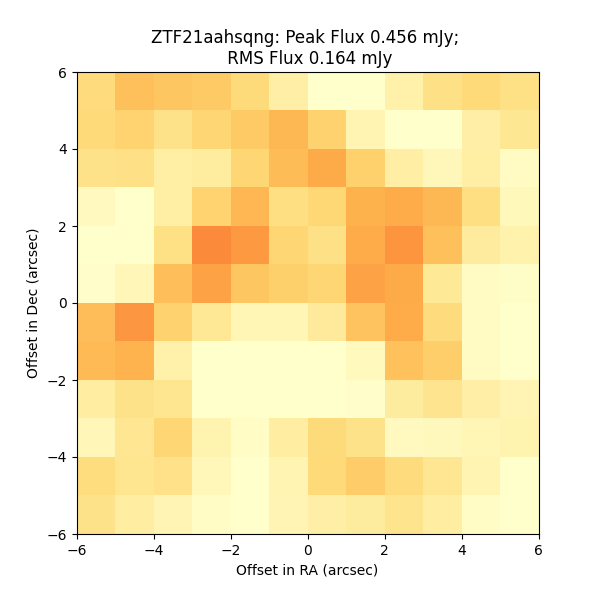 ZTF21aahsqng: Peak Flux 0.456 mJy;
RMS Flux 0.164 mJy
6
4
2
0
−2
−4
−6
Offset in Dec (arcsec)
−6 −4 −2 0 2 4 6
Offset in RA (arcsec)